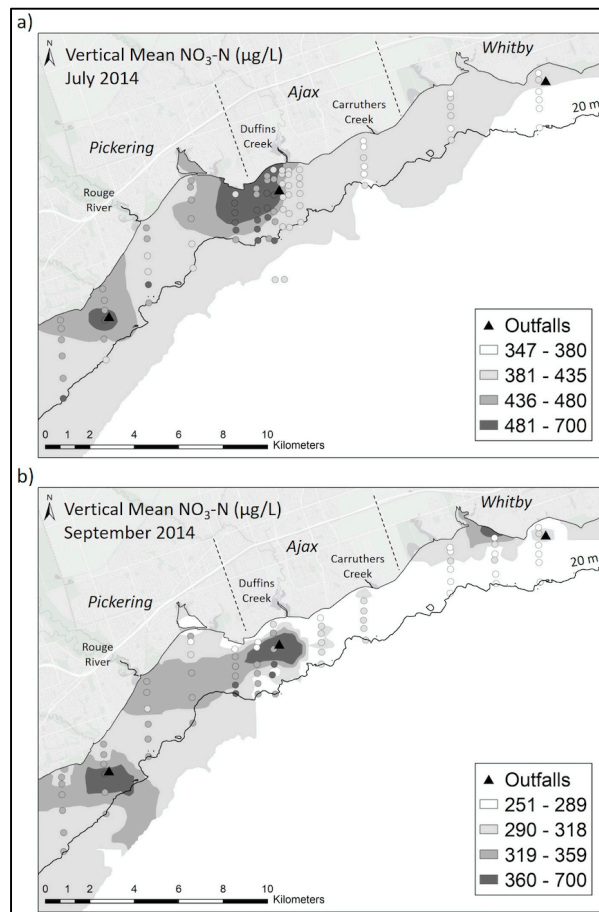 a)
N
Vertical Mean NO₃-N (µg/L)
July 2014
Whitby
Ajax
Carruthers
Creek
20 m
Duffins
Creek
Pickering
Rouge
River
Outfalls
347 - 380
381 - 435
436 - 480
481 - 700
0 1 2 4 6 8 10
Kilometers
b)
N
Vertical Mean NO₃-N (µg/L)
September 2014
Whitby
Ajax
Carruthers
Creek
20 m
Duffins
Creek
Pickering
Rouge
River
Outfalls
251 - 289
290 - 318
319 - 359
360 - 700
0 1 2 4 6 8 10
Kilometers